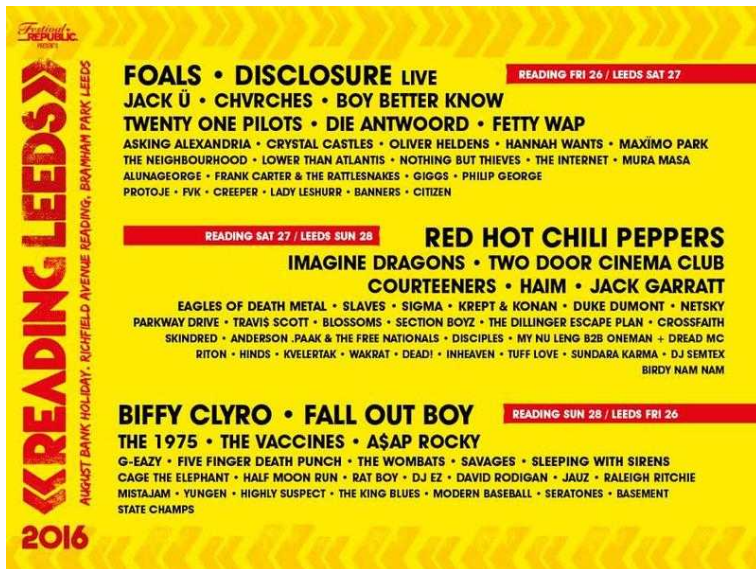 Festival
REPUBLIC.
PRESENTS
<<READING LEEDS>>
AUGUST BANK HOLIDAY. RICHFIELD AVENUE READING. BRAMHAM PARK LEEDS
2016
FOALS • DISCLOSURE LIVE
READING FRI 26 / LEEDS SAT 27
JACK Ü • CHVRCHES • BOY BETTER KNOW
TWENTY ONE PILOTS • DIE ANTWOORD • FETTY WAP
ASKING ALEXANDRIA • CRYSTAL CASTLES • OLIVER HELDENS • HANNAH WANTS • MAXÏMO PARK
THE NEIGHBOURHOOD • LOWER THAN ATLANTIS • NOTHING BUT THIEVES • THE INTERNET • MURA MASA
ALUNAGEORGE • FRANK CARTER & THE RATTLESNAKES • GIGGS • PHILIP GEORGE
PROTOJE • FVK • CREEPER • LADY LESHURR • BANNERS • CITIZEN
READING SAT 27 / LEEDS SUN 28
RED HOT CHILI PEPPERS
IMAGINE DRAGONS • TWO DOOR CINEMA CLUB
COURTEENERS • HAIM • JACK GARRATT
EAGLES OF DEATH METAL • SLAVES • SIGMA • KREPT & KONAN • DUKE DUMONT • NETSKY
PARKWAY DRIVE • TRAVI$ SCOTT • BLOSSOMS • SECTION BOYZ • THE DILLINGER ESCAPE PLAN • CROSSFAITH
SKINDRED • ANDERSON .PAAK & THE FREE NATIONALS • DISCIPLES • MY NU LENG B2B ONEMAN + DREAD MC
RITON • HINDS • KVELERTAK • WAKRAT • DEAD! • INHEAVEN • TUFF LOVE • SUNDARA KARMA • DJ SEMTEX
BIRDY NAM NAM
BIFFY CLYRO • FALL OUT BOY
READING SUN 28 / LEEDS FRI 26
THE 1975 • THE VACCINES • A$AP ROCKY
G-EAZY • FIVE FINGER DEATH PUNCH • THE WOMBATS • SAVAGES • SLEEPING WITH SIRENS
CAGE THE ELEPHANT • HALF MOON RUN • RAT BOY • DJ EZ • DAVID RODIGAN • JAUZ • RALEIGH RITCHIE
MISTAJAM • YUNGEN • HIGHLY SUSPECT • THE KING BLUES • MODERN BASEBALL • SERATONES • BASEMENT
STATE CHAMPS